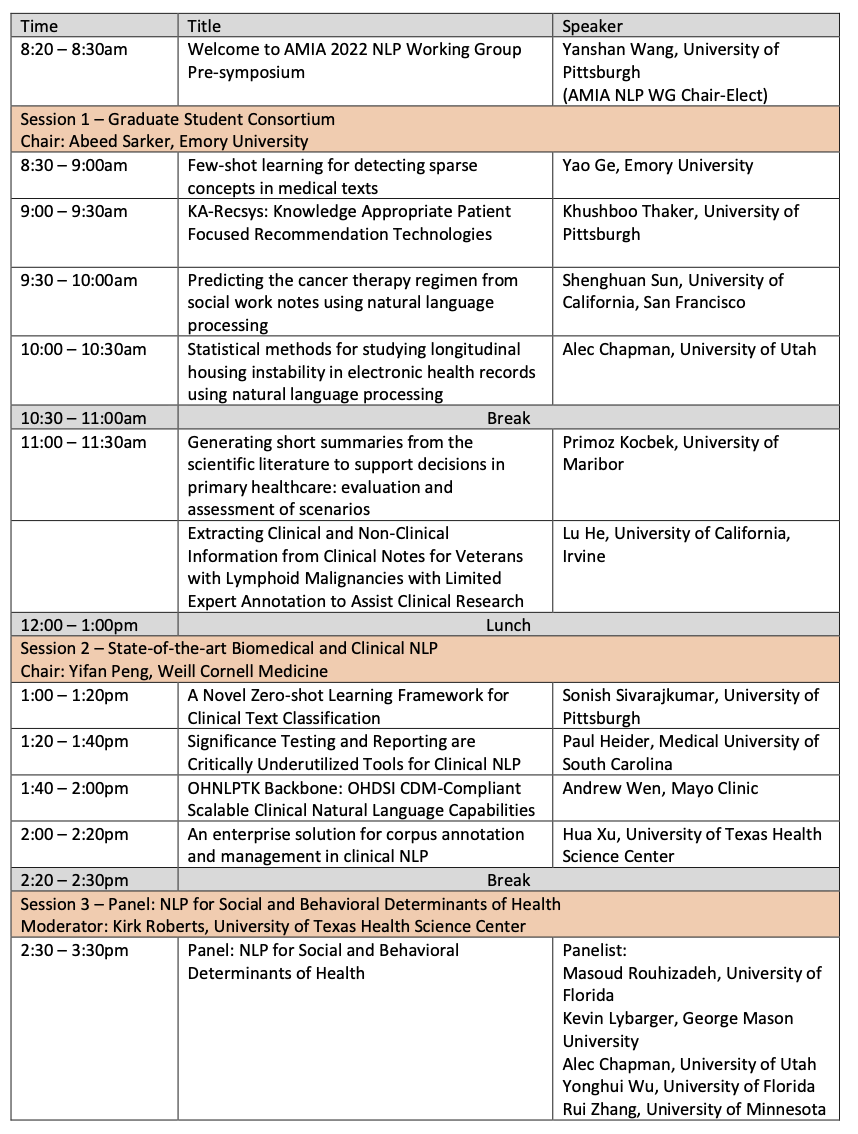 Time Title Speaker
8:20 – 8:30am Welcome to AMIA 2022 NLP Working Group Yanshan Wang, University of
Pre-symposium Pittsburgh
(AMIA NLP WG Chair-Elect)
Session 1 – Graduate Student Consortium
Chair: Abeed Sarker, Emory University
8:30 – 9:00am Few-shot learning for detecting sparse Yao Ge, Emory University
concepts in medical texts
9:00 – 9:30am KA-Recsys: Knowledge Appropriate Patient Khushboo Thaker, University of
Focused Recommendation Technologies Pittsburgh
9:30 – 10:00am Predicting the cancer therapy regimen from Shenghuan Sun, University of
social work notes using natural language California, San Francisco
processing
10:00 – 10:30am Statistical methods for studying longitudinal Alec Chapman, University of Utah
housing instability in electronic health records
using natural language processing
10:30 – 11:00am Break
11:00 – 11:30am Generating short summaries from the Primoz Kocbek, University of
scientific literature to support decisions in Maribor
primary healthcare: evaluation and
assessment of scenarios
Extracting Clinical and Non-Clinical Lu He, University of California,
Information from Clinical Notes for Veterans Irvine
with Lymphoid Malignancies with Limited
Expert Annotation to Assist Clinical Research
12:00 – 1:00pm Lunch
Session 2 – State-of-the-art Biomedical and Clinical NLP
Chair: Yifan Peng, Weill Cornell Medicine
1:00 – 1:20pm A Novel Zero-shot Learning Framework for Sonish Sivarajkumar, University of
Clinical Text Classification Pittsburgh
1:20 – 1:40pm Significance Testing and Reporting are Paul Heider, Medical University of
Critically Underutilized Tools for Clinical NLP South Carolina
1:40 – 2:00pm OHNLPTK Backbone: OHDSI CDM-Compliant Andrew Wen, Mayo Clinic
Scalable Clinical Natural Language Capabilities
2:00 – 2:20pm An enterprise solution for corpus annotation Hua Xu, University of Texas Health
and management in clinical NLP Science Center
2:20 – 2:30pm Break
Session 3 – Panel: NLP for Social and Behavioral Determinants of Health
Moderator: Kirk Roberts, University of Texas Health Science Center
2:30 – 3:30pm Panel: NLP for Social and Behavioral Panelist:
Determinants of Health Masoud Rouhizadeh, University of
Florida
Kevin Lybarger, George Mason
University
Alec Chapman, University of Utah
Yonghui Wu, University of Florida
Rui Zhang, University of Minnesota